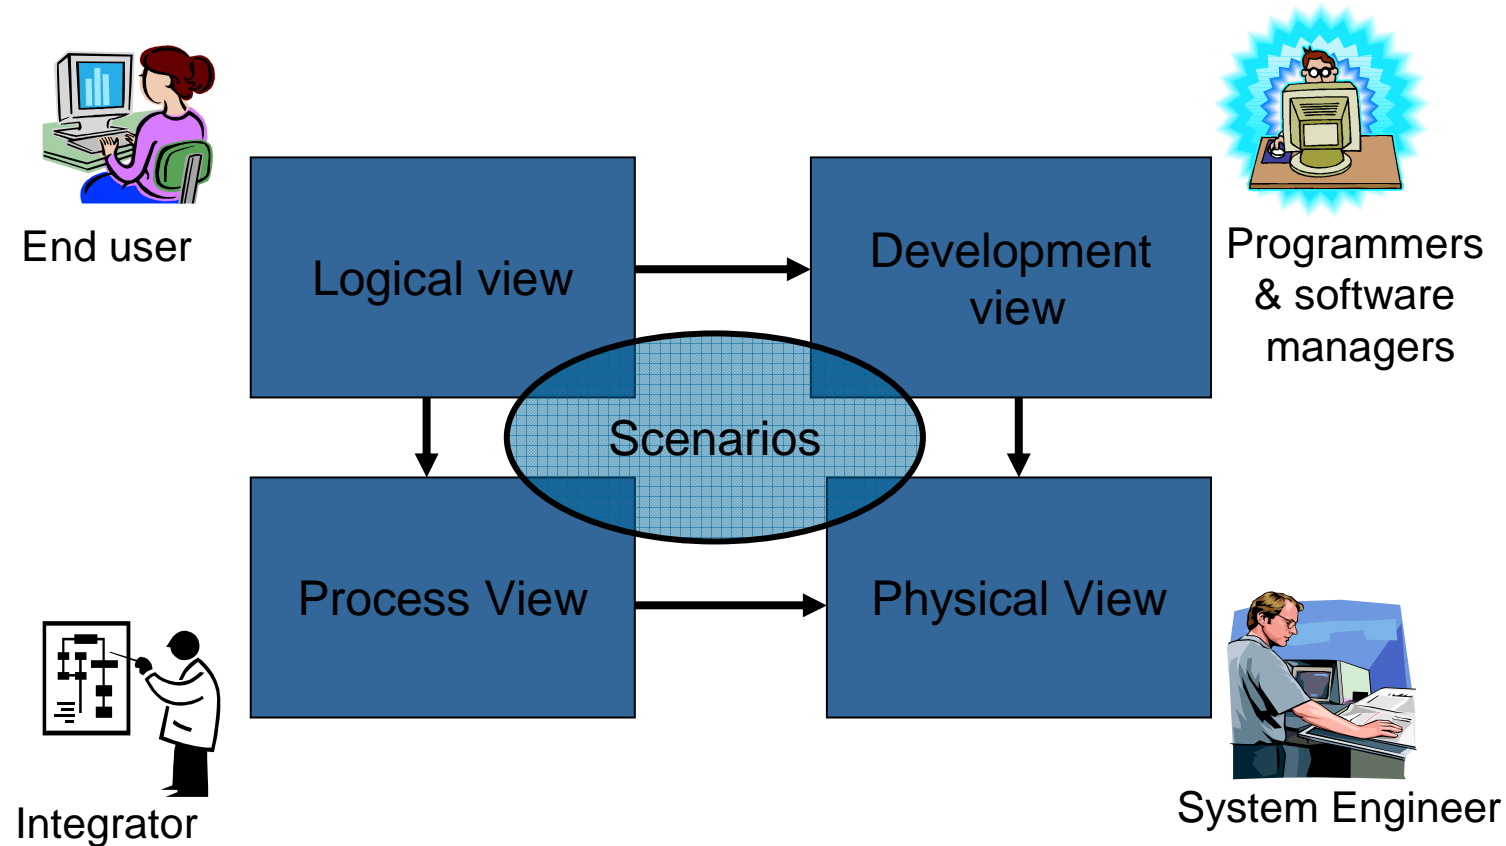 End user
Logical view
Development
view
Programmers
& software
managers
Scenarios
Process View
Physical View
Integrator
System Engineer